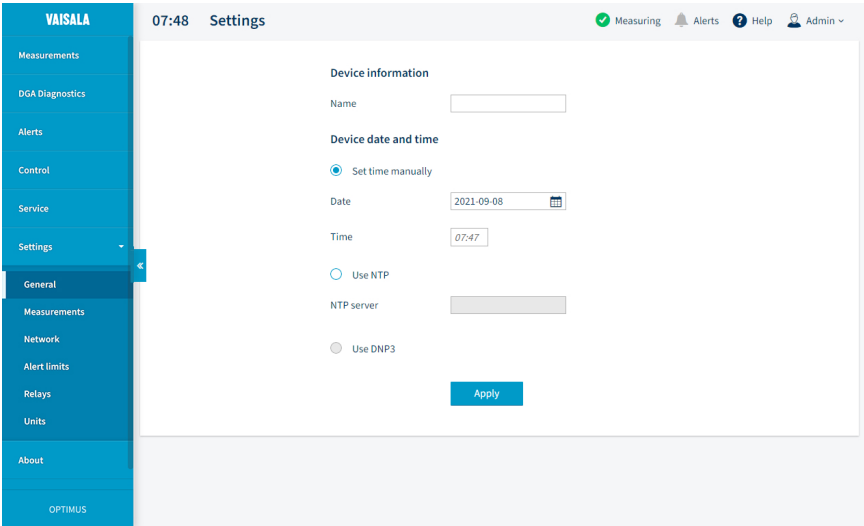 VAISALA
Measurements
DGA Diagnostics
Alerts
Control
Service
Settings
General
Measurements
Network
Alert limits
Relays
Units
About
OPTIMUS
07:48 Settings
Measuring Alerts ? Help Admin
Device information
Name
Device date and time
Set time manually
Date 2021-09-08
Time 07:47
Use NTP
NTP server
Use DNP3
Apply